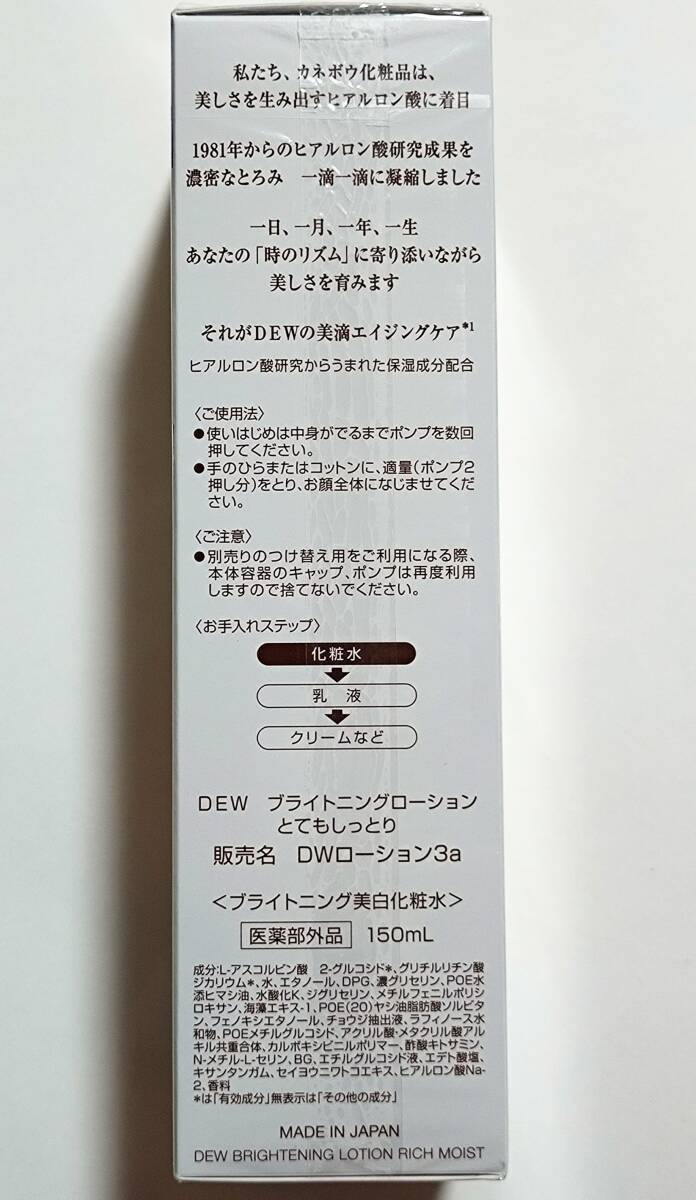 私たち、カネボウ化粧品は、
美しさを生み出すヒアルロン酸に着目
1981年からのヒアルロン酸研究成果を
濃密なとろみ　一滴一滴に凝縮しました
一日、一月、一年、一生
あなたの「時のリズム」に寄り添いながら
美しさを育みます
それがDEWの美滴エイジングケア*1
ヒアルロン酸研究からうまれた保湿成分配合
〈ご使用法〉
●使いはじめは中身がでるまでポンプを数回
押してください。
●手のひらまたはコットンに、適量(ポンプ2
押し分)をとり、お顔全体になじませてくだ
さい。
〈ご注意〉
●別売りのつけ替え用をご利用になる際、
本体容器のキャップ、ポンプは再度利用
しますので捨てないでください。
〈お手入れステップ〉
化粧水
乳　液
クリームなど
DEW　ブライトニングローション
とてもしっとり
販売名　DWローション3a
＜ブライトニング美白化粧水＞
医薬部外品　150mL
成分:L-アスコルビン酸　2-グルコシド*、グリチルリチン酸
ジカリウム*、水、エタノール、DPG、濃グリセリン、POE水
添ヒマシ油、水酸化K、ジグリセリン、メチルフェニルポリシ
ロキサン、海藻エキス-1、POE(20)ヤシ油脂肪酸ソルビタ
ン、フェノキシエタノール、チョウジ抽出液、ラフィノース水
和物、POEメチルグルコシド、アクリル酸・メタクリル酸アル
キル共重合体、カルボキシビニルポリマー、酢酸キトサミン、
N-メチル-L-セリン、BG、エチルグルコシド液、エデト酸塩、
キサンタンガム、セイヨウニワトコエキス、ヒアルロン酸Na-
2、香料
*は「有効成分」無表示は「その他の成分」
MADE IN JAPAN
DEW BRIGHTENING LOTION RICH MOIST